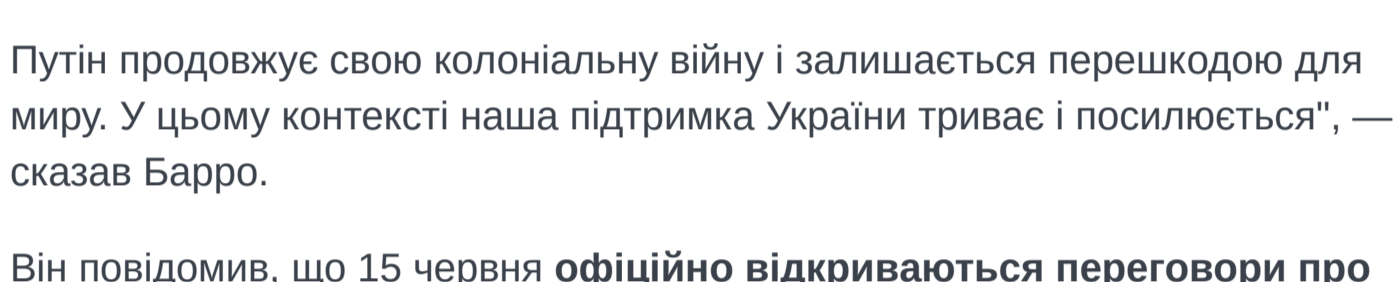 Путін продовжує свою колоніальну війну і залишається перешкодою для
миру. У цьому контексті наша підтримка України триває і посилюється", —
сказав Барро.
Він повідомив, що 15 червня офіційно відкриваються переговори про